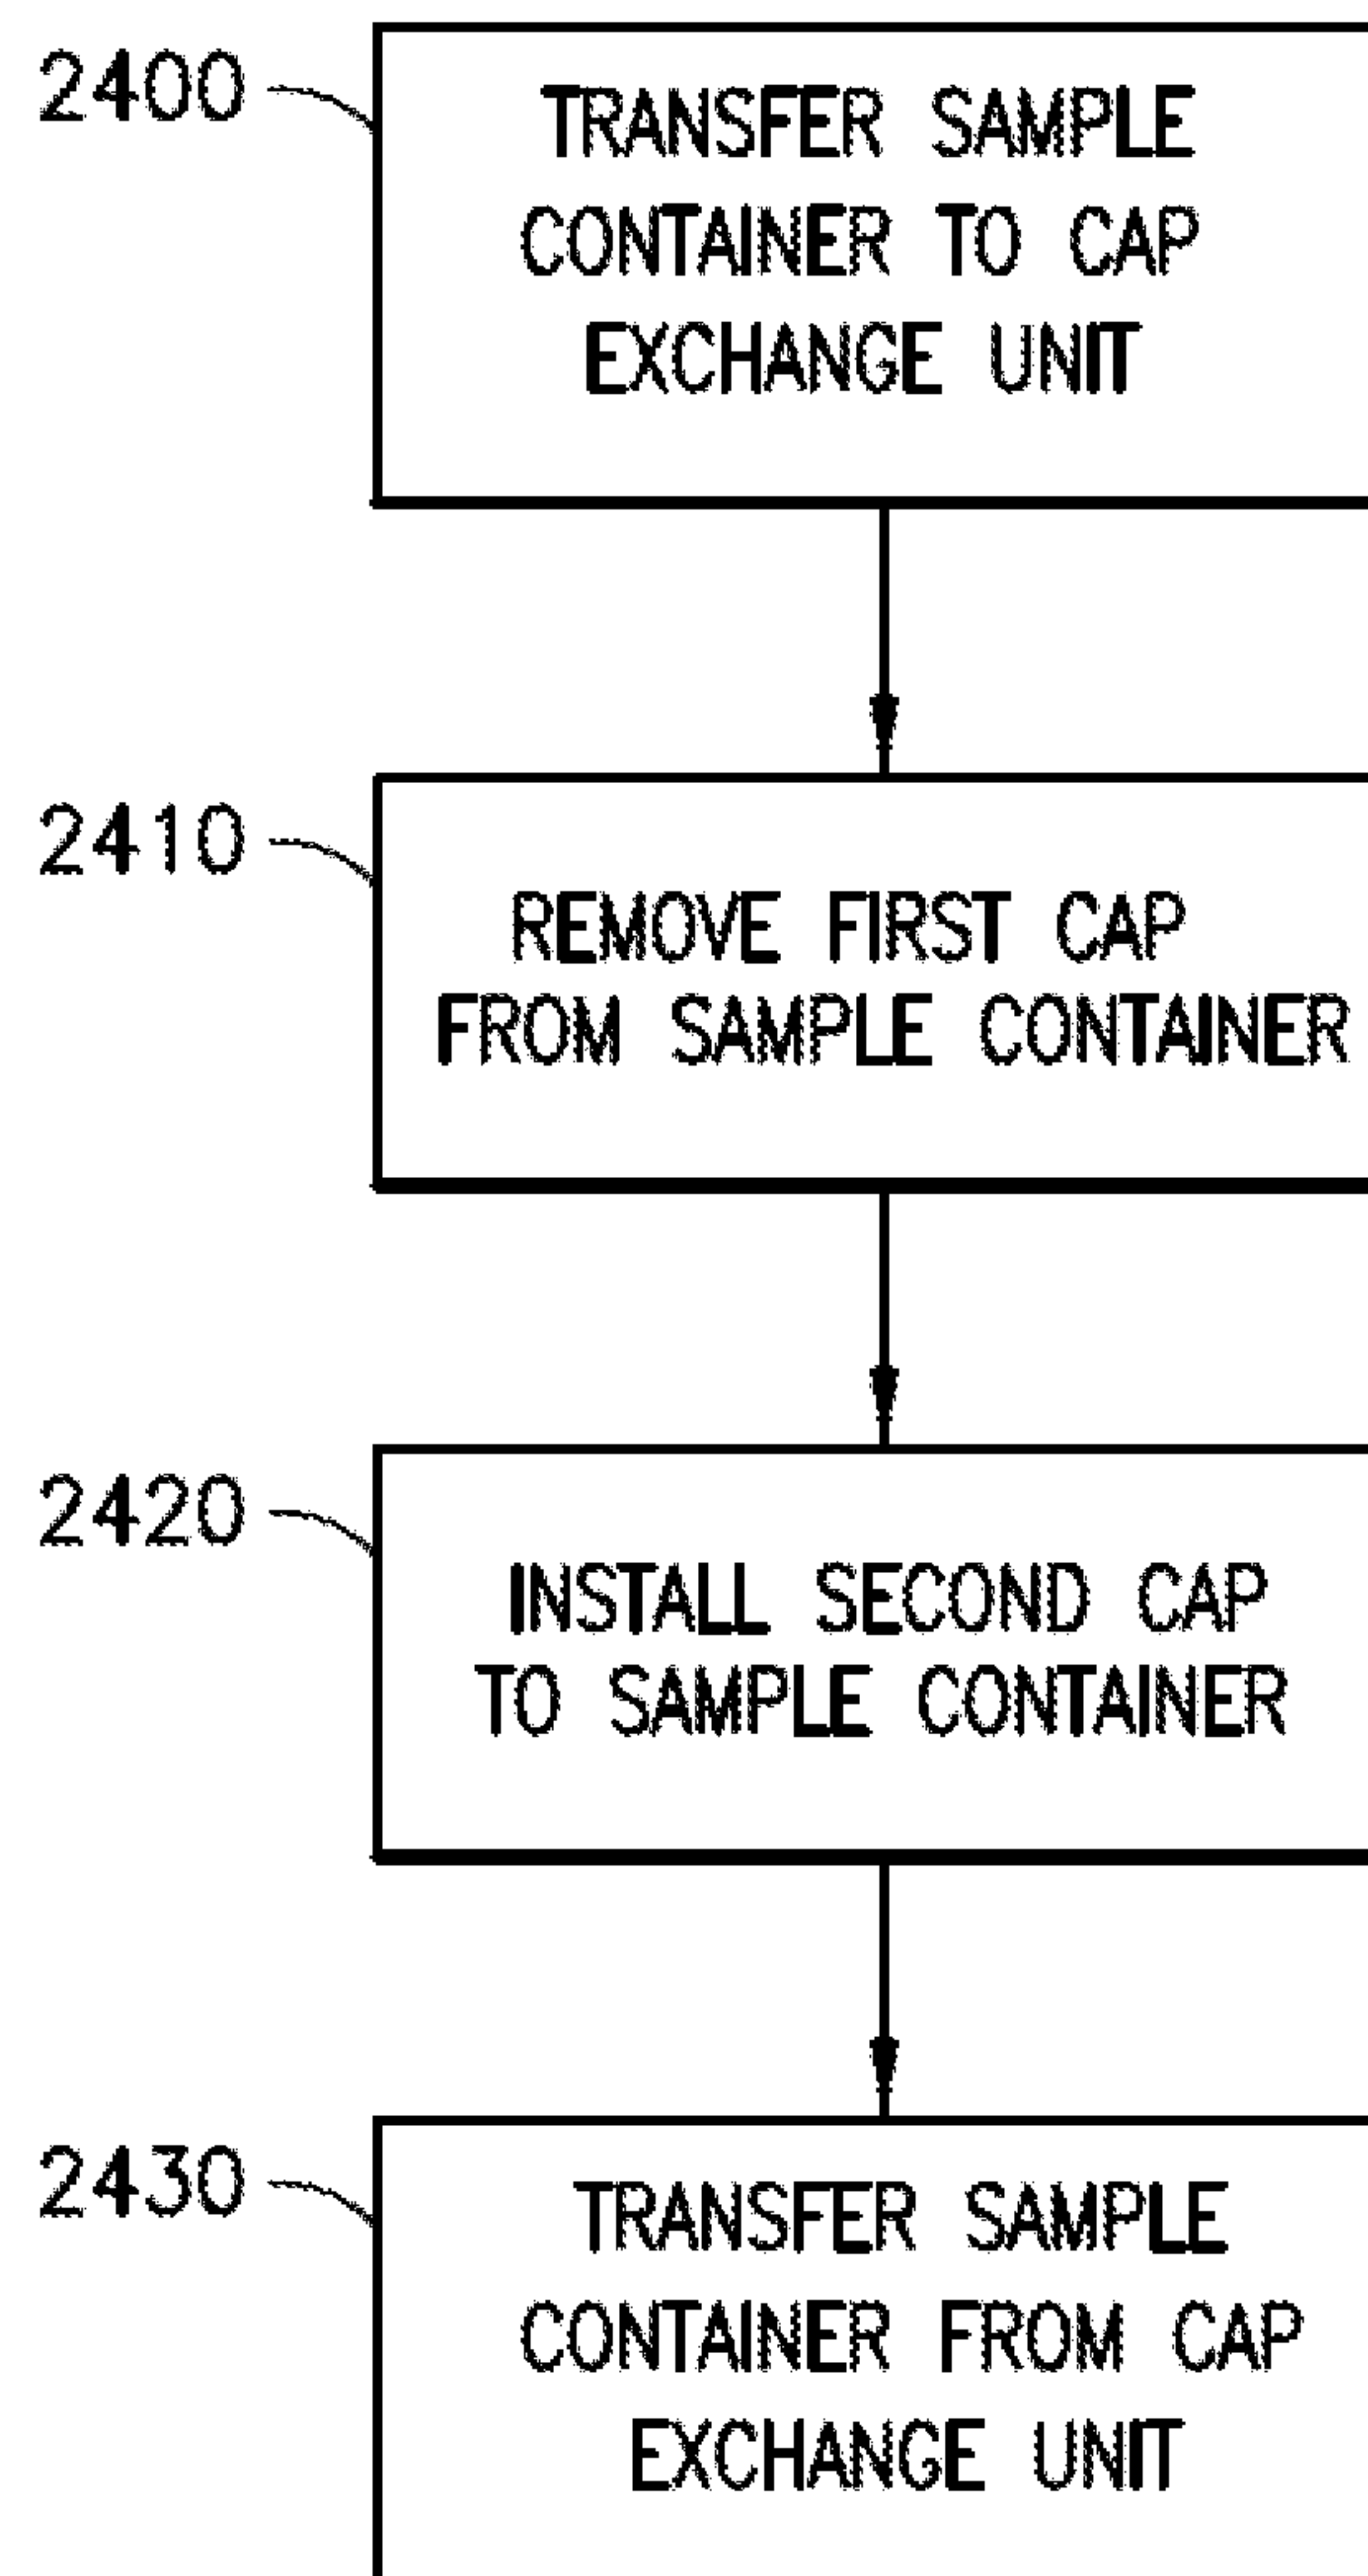 2400
TRANSFER SAMPLE
CONTAINER TO CAP
EXCHANGE UNIT
2410
REMOVE FIRST CAP
FROM SAMPLE CONTAINER
2420
INSTALL SECOND CAP
TO SAMPLE CONTAINER
2430
TRANSFER SAMPLE
CONTAINER FROM CAP
EXCHANGE UNIT